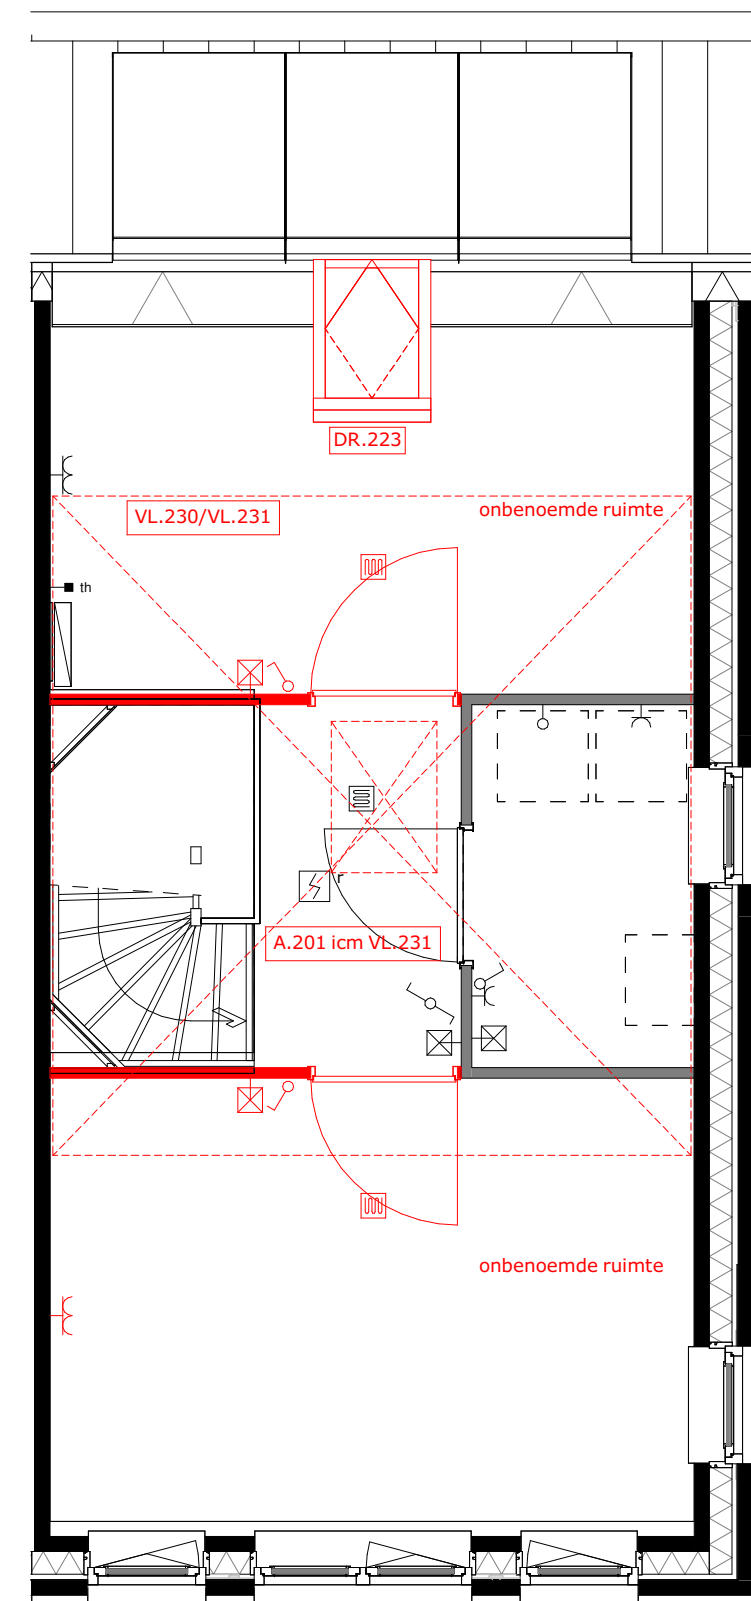 DR.223
VL.230/VL.231
onbenoemde ruimte
th
r
A.201 icm VL.231
onbenoemde ruimte